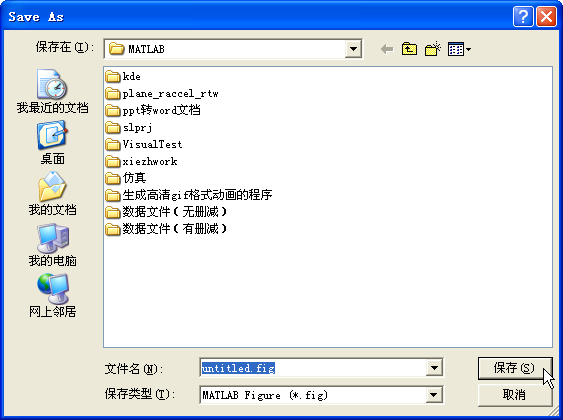 Save As
保存在(I):
MATLAB
我最近的文档
桌面
我的文档
我的电脑
网上邻居
kde
plane_raccel_rtw
ppt转word文档
slprj
VisualTest
xiezhwork
仿真
生成高清gif格式动画的程序
数据文件(无删减)
数据文件(有删减)
文件名(N):
untitled.fig
保存(S)
保存类型(T):
MATLAB Figure (*.fig)
取消